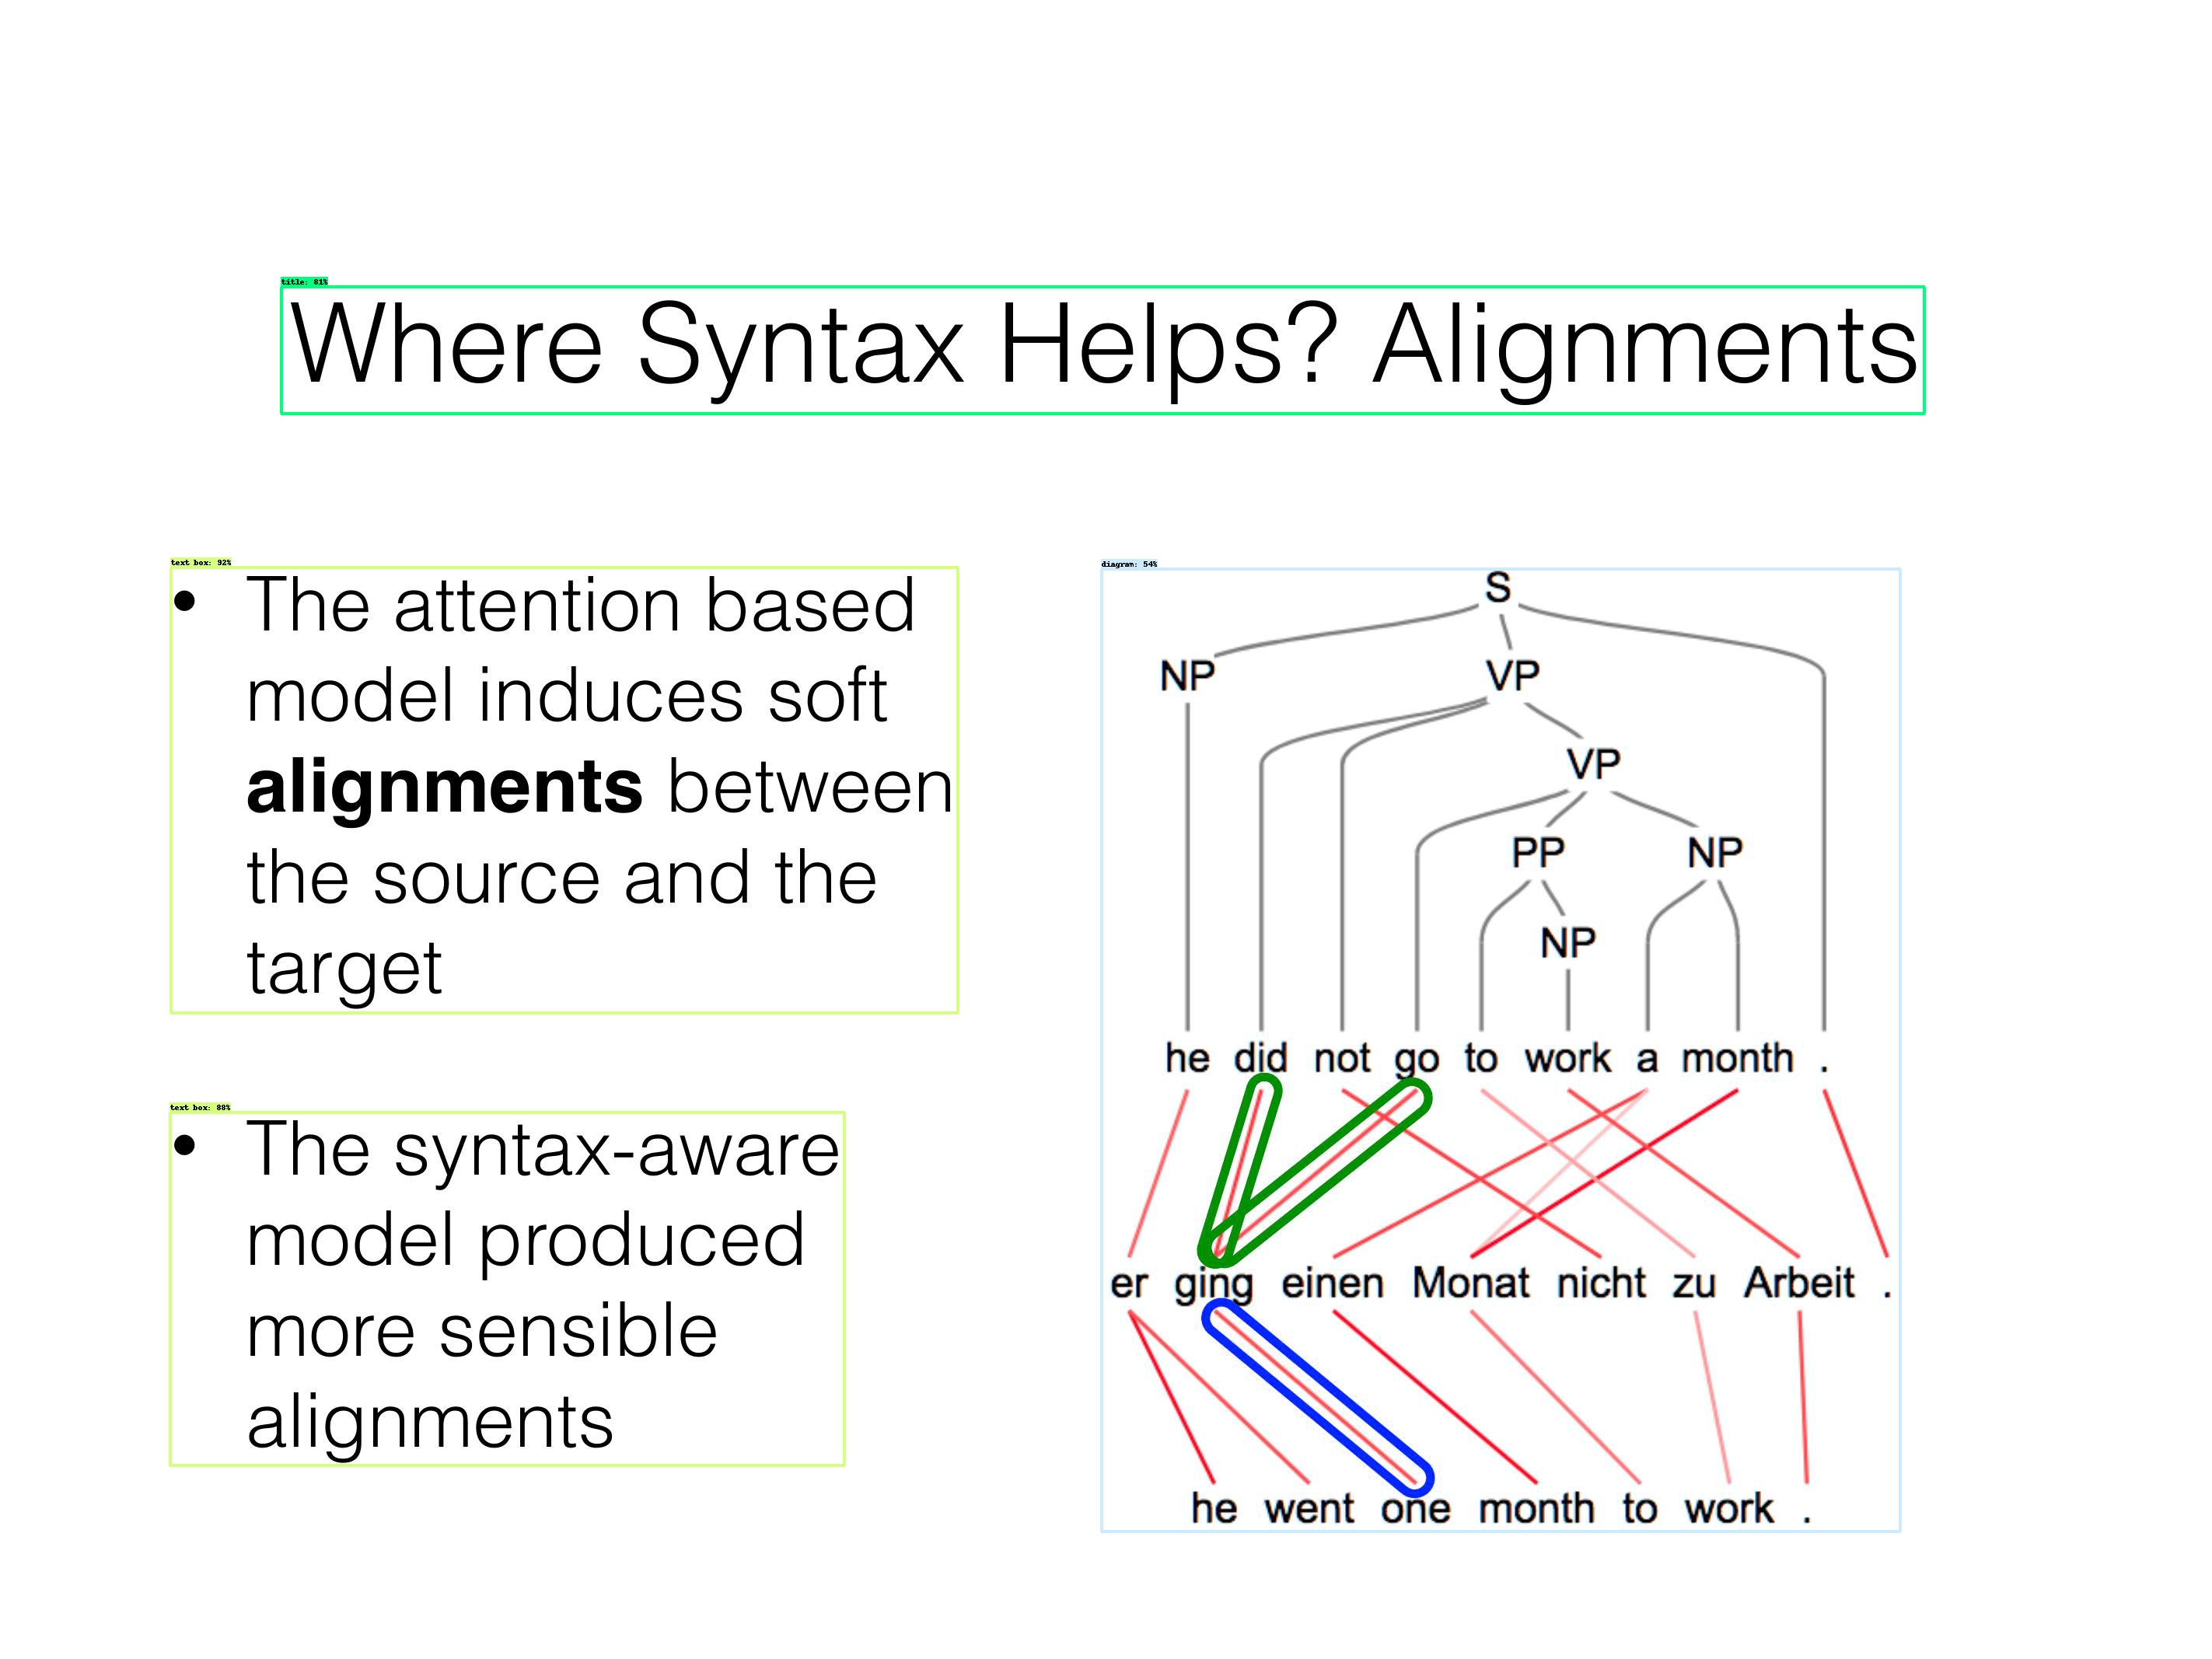 title: 81%
Where Syntax Helps? Alignments
text box: 92%
• The attention based
model induces soft
alignments between
the source and the
target
text box: 88%
• The syntax-aware
model produced
more sensible
alignments
diagram: 54%
S
NP VP
VP
PP NP
NP
he did not go to work a month .
er ging einen Monat nicht zu Arbeit .
he went one month to work .